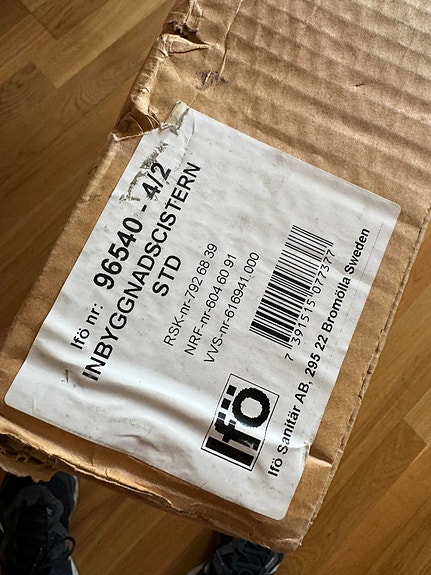 Ifö nr: 96540 - 4/2
INBYGGNADSCISTERN
STD
RSK-nr-792 68 39
NRF-nr-604 60 91
VVS-nr-616941.000
7 391515 077377
Ifö
Ifö Sanitär AB, 295 22 Bromölla Sweden